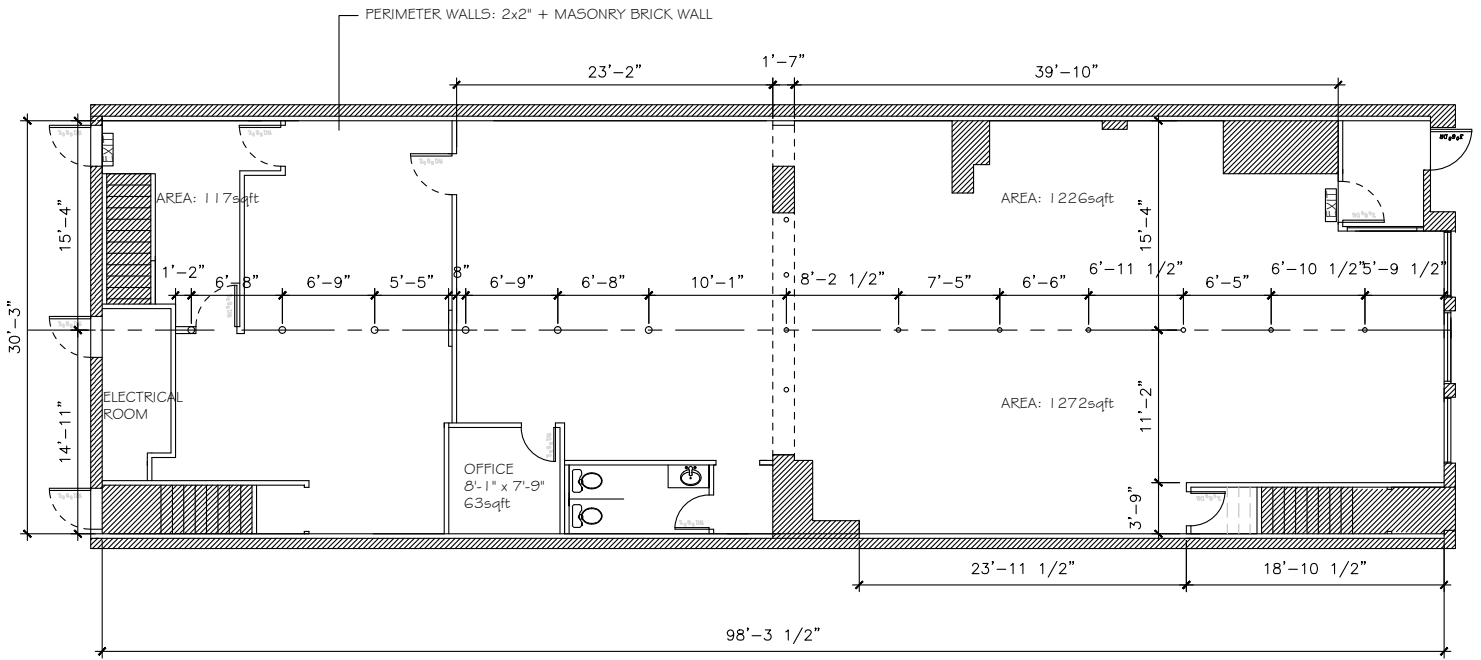 PERIMETER WALLS: 2x2" + MASONRY BRICK WALL
1'-7"
23'-2"
39'-10"
EXIT
AREA: 117sqft
AREA: 1226sqft
EXIT
15'-4"
15'-4"
1'-2"
6'-8"
6'-9"
5'-5"
8"
6'-9"
6'-8"
10'-1"
8'-2 1/2"
7'-5"
6'-6"
6'-11 1/2"
6'-5"
6'-10 1/2"
5'-9 1/2"
30'-3"
ELECTRICAL
ROOM
AREA: 1272sqft
11'-2"
14'-11"
OFFICE
8'-1" x 7'-9"
63sqft
3'-9"
23'-11 1/2"
18'-10 1/2"
98'-3 1/2"